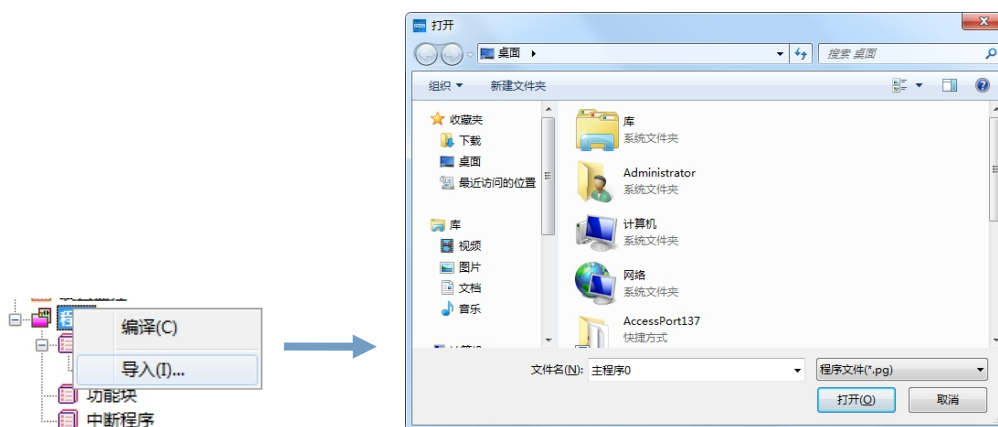 打开
桌面
搜索 桌面
组织 新建文件夹
收藏夹
下载
桌面
最近访问的位置
库
视频
图片
文档
音乐
库
系统文件夹
Administrator
系统文件夹
计算机
系统文件夹
网络
系统文件夹
AccessPort137
快捷方式
文件名(N): 主程序0
程序文件(*.pg)
打开(O) 取消
编译(C)
导入(I)...
功能块
中断程序